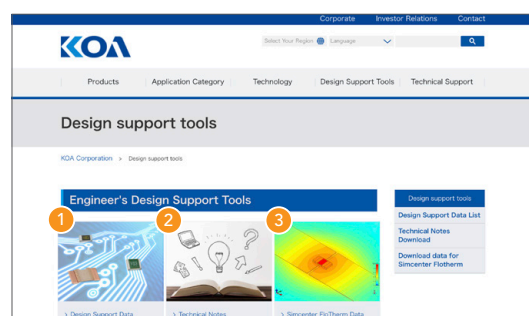 Corporate Investor Relations Contact
KOA
Select Your Region Language
Products Application Category Technology Design Support Tools Technical Support
Design support tools
KOA Corporation > Design support tools
Engineer's Design Support Tools
1 2 3
> Design Support Data > Technical Notes > Simcenter FloTherm Data
Design support tools
Design Support Data List
Technical Notes
Download
Download data for
Simcenter Flotherm